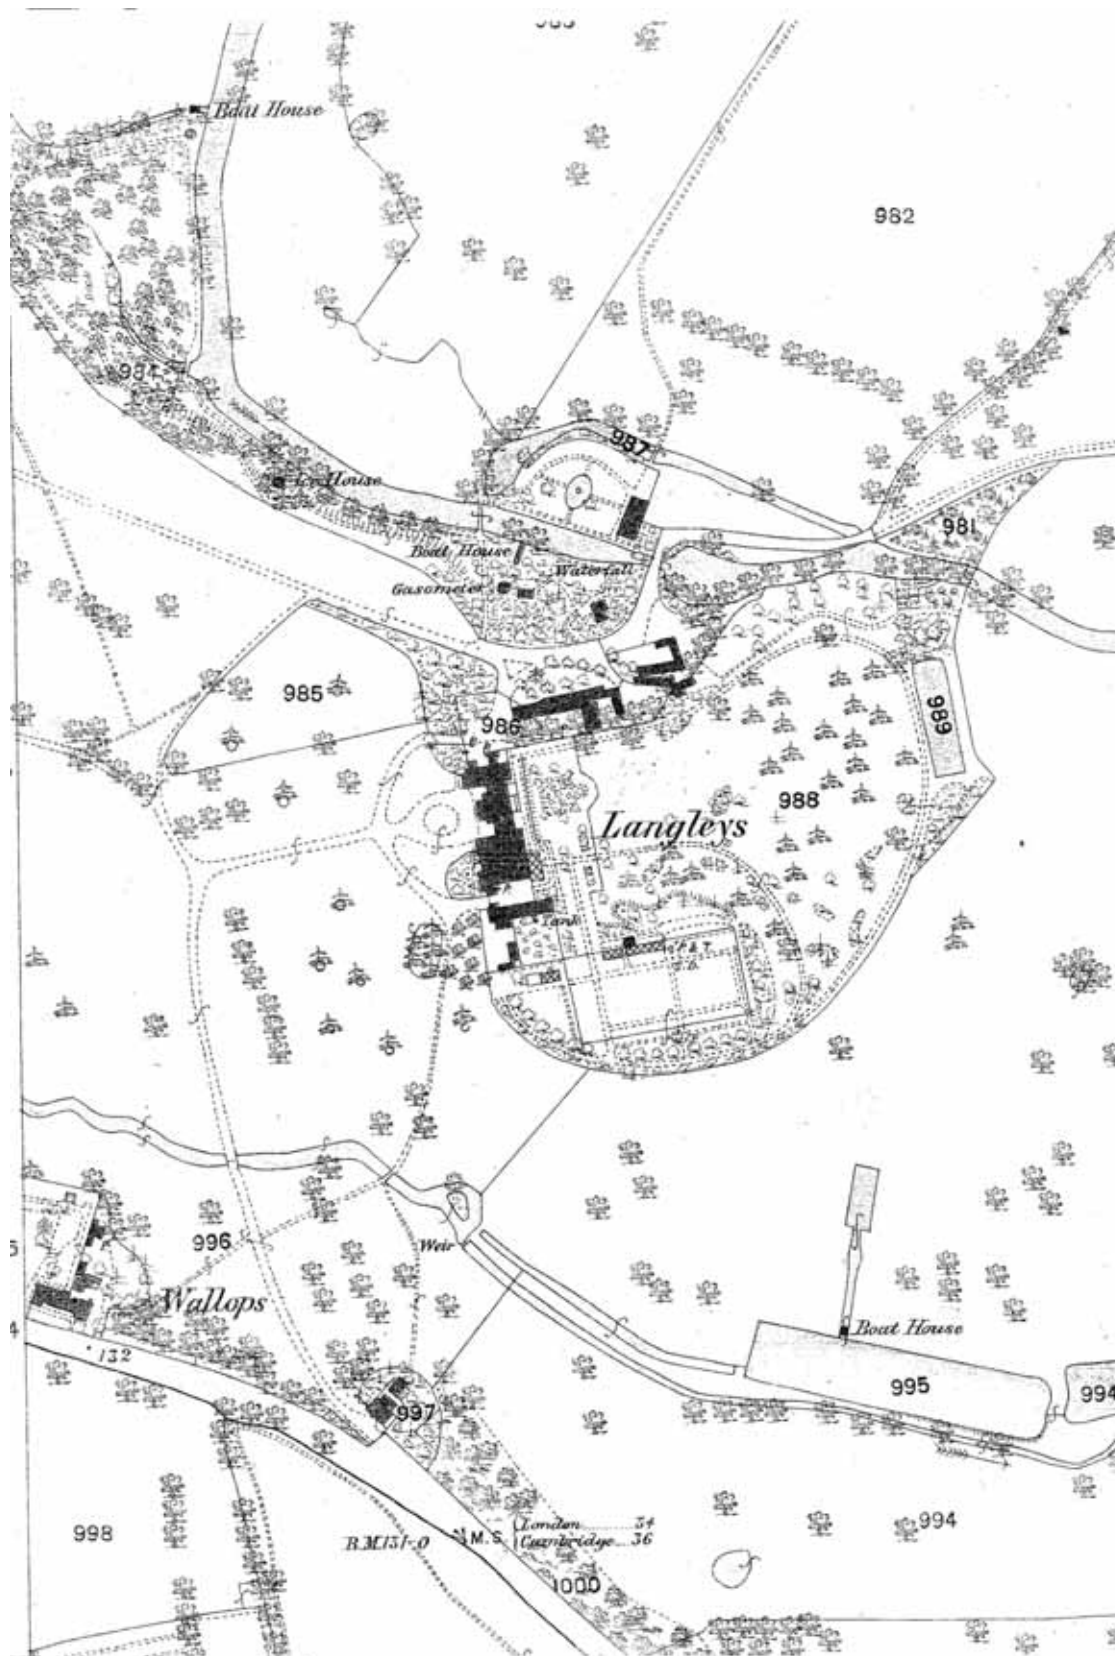 Boat House
982
984
987
Ice House
981
Boat House
Waterfall
Gasometer
985
986
989
988
Langleys
Tank
Weir
996
Wallops
Boat House
132
995
994
997
998
B.M.131·0
M.S.
London 34
Cambridge 36
994
1000